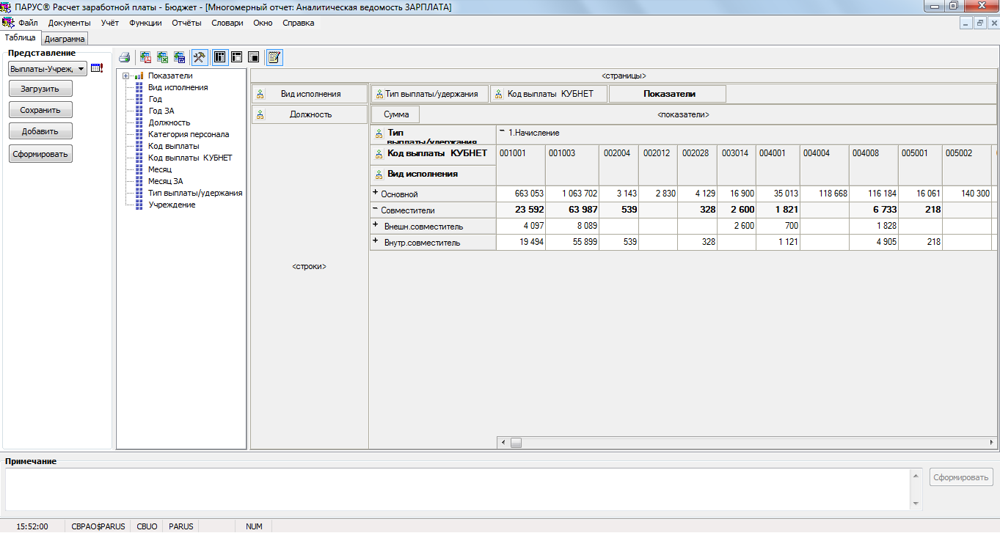 ПАРУС® Расчет заработной платы - Бюджет - [Многомерный отчет: Аналитическая ведомость ЗАРПЛАТА]
Файл Документы Учёт Функции Отчёты Словари Окно Справка
Таблица Диаграмма
Представление
Выплаты-Учреж,
Загрузить
Сохранить
Добавить
Сформировать
Показатели
Вид исполнения
Год
Год ЗА
Должность
Категория персонала
Код выплаты
Код выплаты КУБНЕТ
Месяц
Месяц ЗА
Тип выплаты/удержания
Учреждение
<страницы>
Вид исполнения Тип выплаты/удержания Код выплаты КУБНЕТ Показатели
Должность Сумма <показатели>
<строки>
Тип выплаты/удержания 1.Начисление
Код выплаты КУБНЕТ 001001 001003 002004 002012 002028 003014 004001 004004 004008 005001 005002
Вид исполнения
+ Основной 663 053 1 063 702 3 143 2 830 4 129 16 900 35 013 118 668 116 184 16 061 140 300
− Совместители 23 592 63 987 539 328 2 600 1 821 6 733 218
+ Внешн.совместитель 4 097 8 089 2 600 700 1 828
+ Внутр.совместитель 19 494 55 899 539 328 1 121 4 905 218
Примечание
Сформировать
15:52:00 CBPAO$PARUS CBUO PARUS NUM